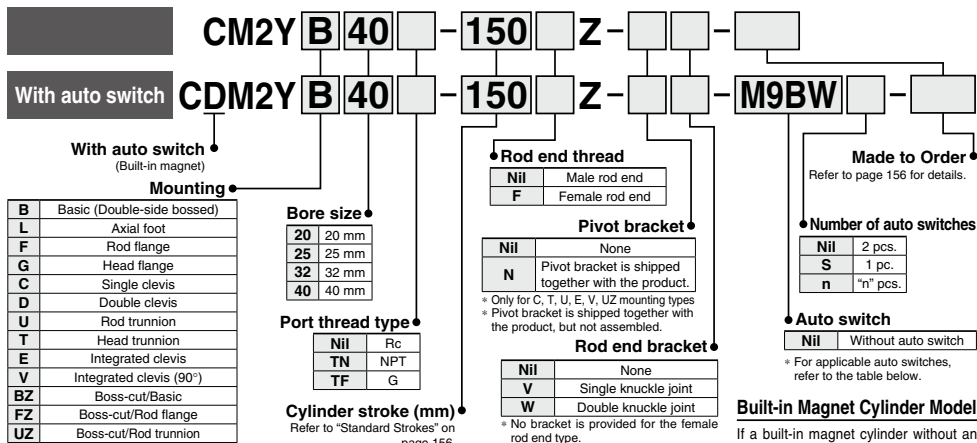 CM2Y B 40 - 150 Z - -
With auto switch CDM2Y B 40 - 150 Z - - M9BW -
With auto switch
(Built-in magnet)
Mounting
B Basic (Double-side bossed)
L Axial foot
F Rod flange
G Head flange
C Single clevis
D Double clevis
U Rod trunnion
T Head trunnion
E Integrated clevis
V Integrated clevis (90°)
BZ Boss-cut/Basic
FZ Boss-cut/Rod flange
UZ Boss-cut/Rod trunnion
Bore size
20 20 mm
25 25 mm
32 32 mm
40 40 mm
Port thread type
Nil Rc
TN NPT
TF G
Cylinder stroke (mm)
Refer to “Standard Strokes” on
page 156.
Rod end thread
Nil Male rod end
F Female rod end
Pivot bracket
Nil None
N Pivot bracket is shipped
together with the product.
* Only for C, T, U, E, V, UZ mounting types
* Pivot bracket is shipped together with
the product, but not assembled.
Rod end bracket
Nil None
V Single knuckle joint
W Double knuckle joint
* No bracket is provided for the female
rod end type.
Made to Order
Refer to page 156 for details.
Number of auto switches
Nil 2 pcs.
S 1 pc.
n “n” pcs.
Auto switch
Nil Without auto switch
* For applicable auto switches,
refer to the table below.
Built-in Magnet Cylinder Model
If a built-in magnet cylinder without an